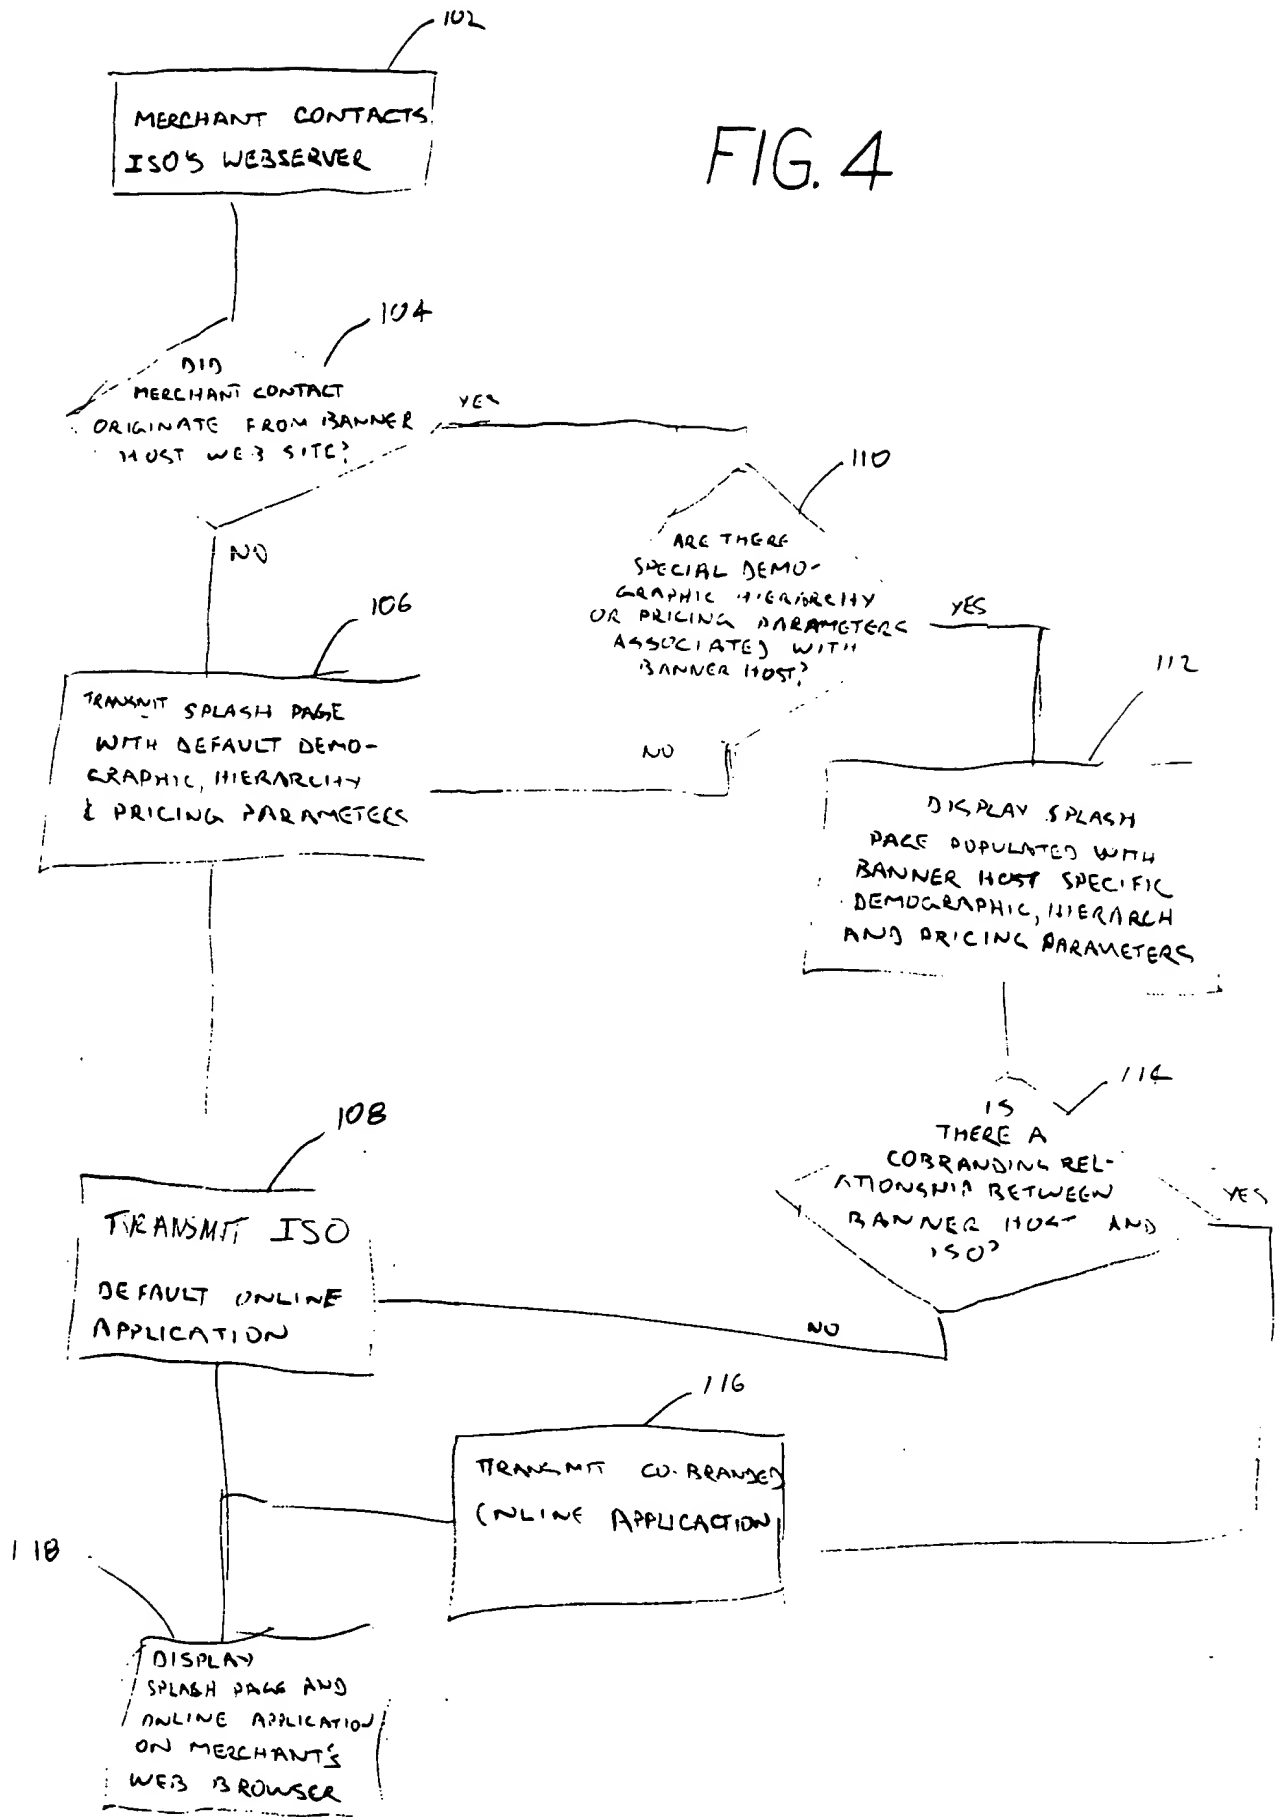 102
MERCHANT CONTACTS
ISO'S WEBSERVER
FIG. 4
104
DID
MERCHANT CONTACT
ORIGINATE FROM BANNER
HOST WEB SITE?
YES
NO
110
ARE THERE
SPECIAL DEMO-
GRAPHIC HIERARCHY
OR PRICING PARAMETERS
ASSOCIATED WITH
BANNER HOST?
YES
NO
106
TRANSMIT SPLASH PAGE
WITH DEFAULT DEMO-
GRAPHIC, HIERARCHY
& PRICING PARAMETERS
112
DISPLAY SPLASH
PAGE POPULATED WITH
BANNER HOST SPECIFIC
DEMOGRAPHIC, HIERARCH
AND PRICING PARAMETERS
114
IS
THERE A
COBRANDING REL-
ATIONSHIP BETWEEN
BANNER HOST AND
ISO?
YES
NO
108
TRANSMIT ISO
DEFAULT ONLINE
APPLICATION
116
TRANSMIT CO-BRANDED
ONLINE APPLICACTION
118
DISPLAY
SPLASH PAGE AND
ONLINE APPLICATION
ON MERCHANT'S
WEB BROWSER